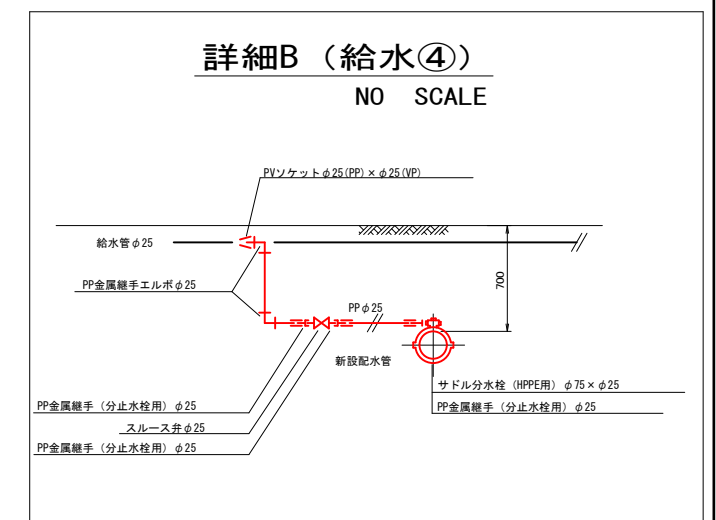 詳細B（給水④）
NO SCALE
PVソケットφ25(PP)×φ25(VP)
給水管φ25
PP金属継手エルボφ25
700
PPφ25
新設配水管
サドル分水栓（HPPE用）φ75×φ25
PP金属継手（分止水栓用）φ25
PP金属継手（分止水栓用）φ25
スルース弁φ25
PP金属継手（分止水栓用）φ25